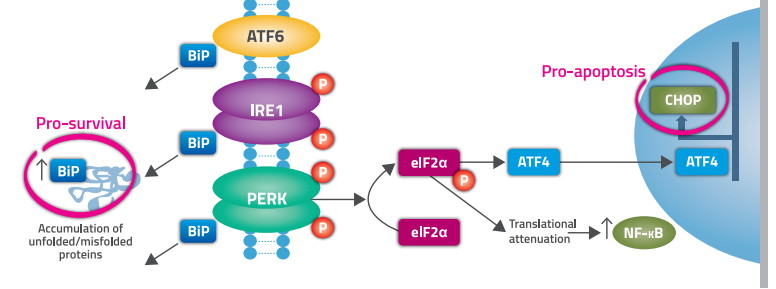 ATF6
BiP
Pro-apoptosis
P
IRE1
CHOP
Pro-survival
P
BiP
BiP
eIF2α
ATF4
ATF4
P
P
PERK
Accumulation of
unfolded/misfolded
proteins
BiP
P
eIF2α
Translational
attenuation
NF-κB